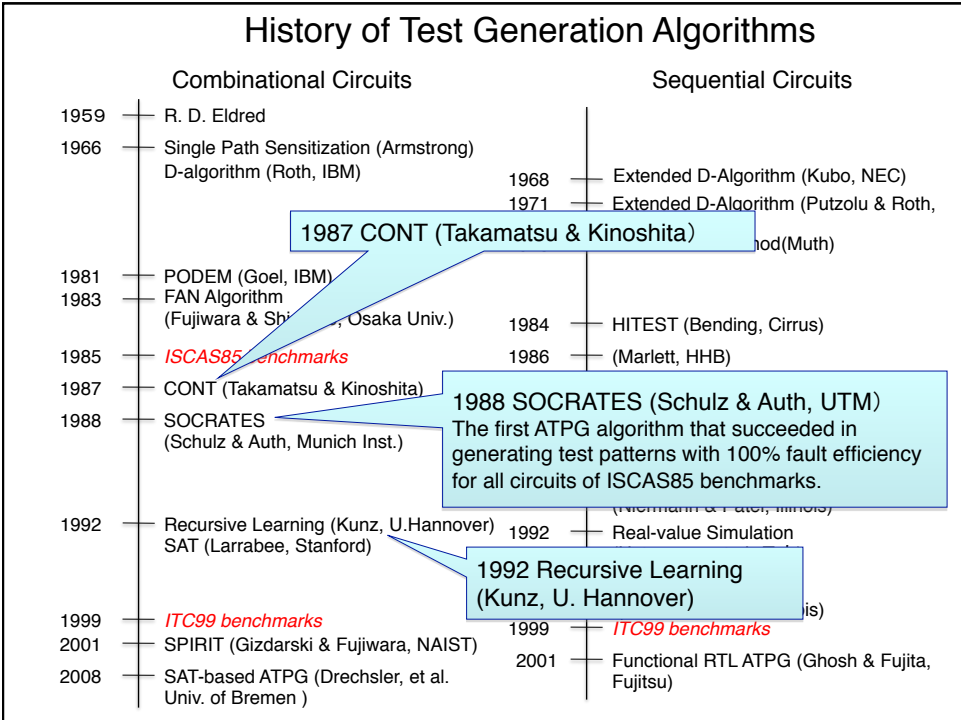 History of Test Generation Algorithms
Combinational Circuits
1959 R. D. Eldred
1966 Single Path Sensitization (Armstrong)
D-algorithm (Roth, IBM)
1987 CONT (Takamatsu & Kinoshita）
1981 PODEM (Goel, IBM)
1983 FAN Algorithm
(Fujiwara & Osaka Univ.)
1985 ISCAS85 benchmarks
1987 CONT (Takamatsu & Kinoshita)
1988 SOCRATES
(Schulz & Auth, Munich Inst.)
1988 SOCRATES (Schulz & Auth, UTM）
The first ATPG algorithm that succeeded in
generating test patterns with 100% fault efficiency
for all circuits of ISCAS85 benchmarks.
1992 Recursive Learning (Kunz, U.Hannover)
SAT (Larrabee, Stanford)
1992 Recursive Learning
(Kunz, U. Hannover)
1999 ITC99 benchmarks
2001 SPIRIT (Gizdarski & Fujiwara, NAIST)
2008 SAT-based ATPG (Drechsler, et al.
Univ. of Bremen )
Sequential Circuits
1968 Extended D-Algorithm (Kubo, NEC)
1971 Extended D-Algorithm (Putzolu & Roth,
(Muth)
1984 HITEST (Bending, Cirrus)
1986 (Marlett, HHB)
(Niermann & Patel, Illinois)
1992 Real-value Simulation
1999 ITC99 benchmarks
2001 Functional RTL ATPG (Ghosh & Fujita,
Fujitsu)